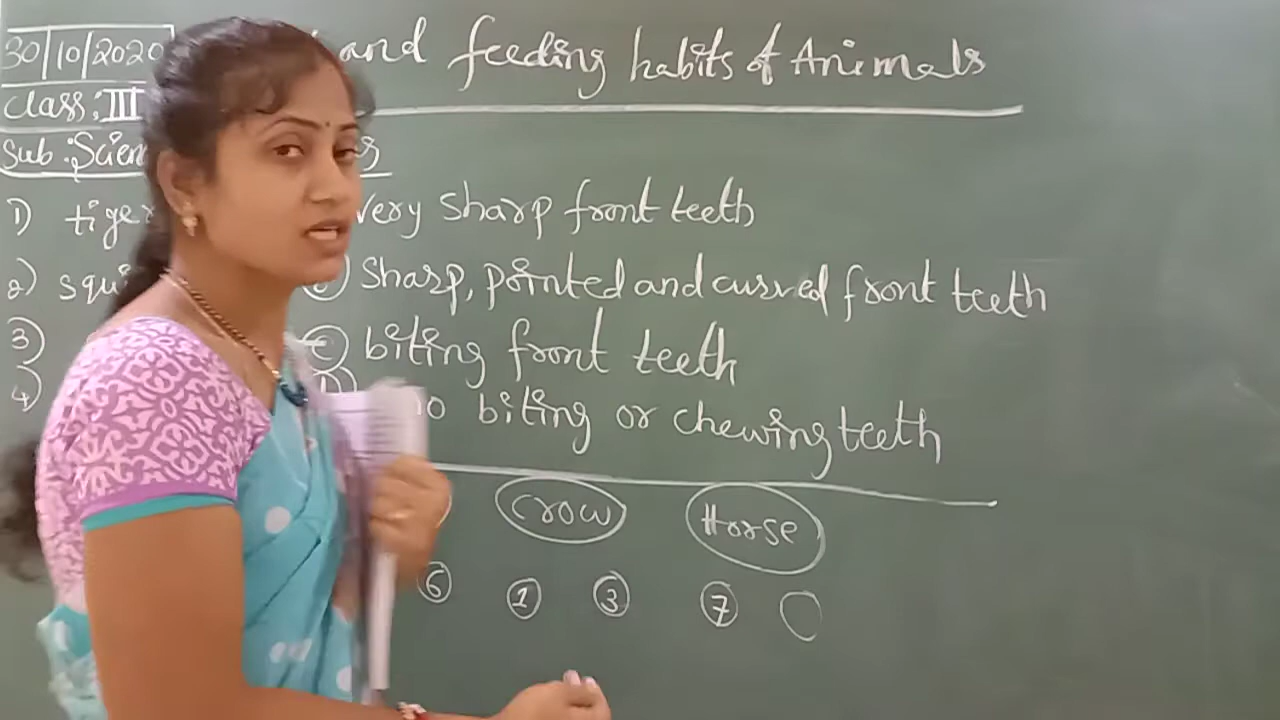 30/10/2020 and feeding habits of Animals
Class: III
Sub: Scien
1) tiger very sharp front teeth
2) squi sharp, pointed and curved front teeth
3) c biting front teeth
4) biting or chewing teeth
Crow Horse
6 1 3 7